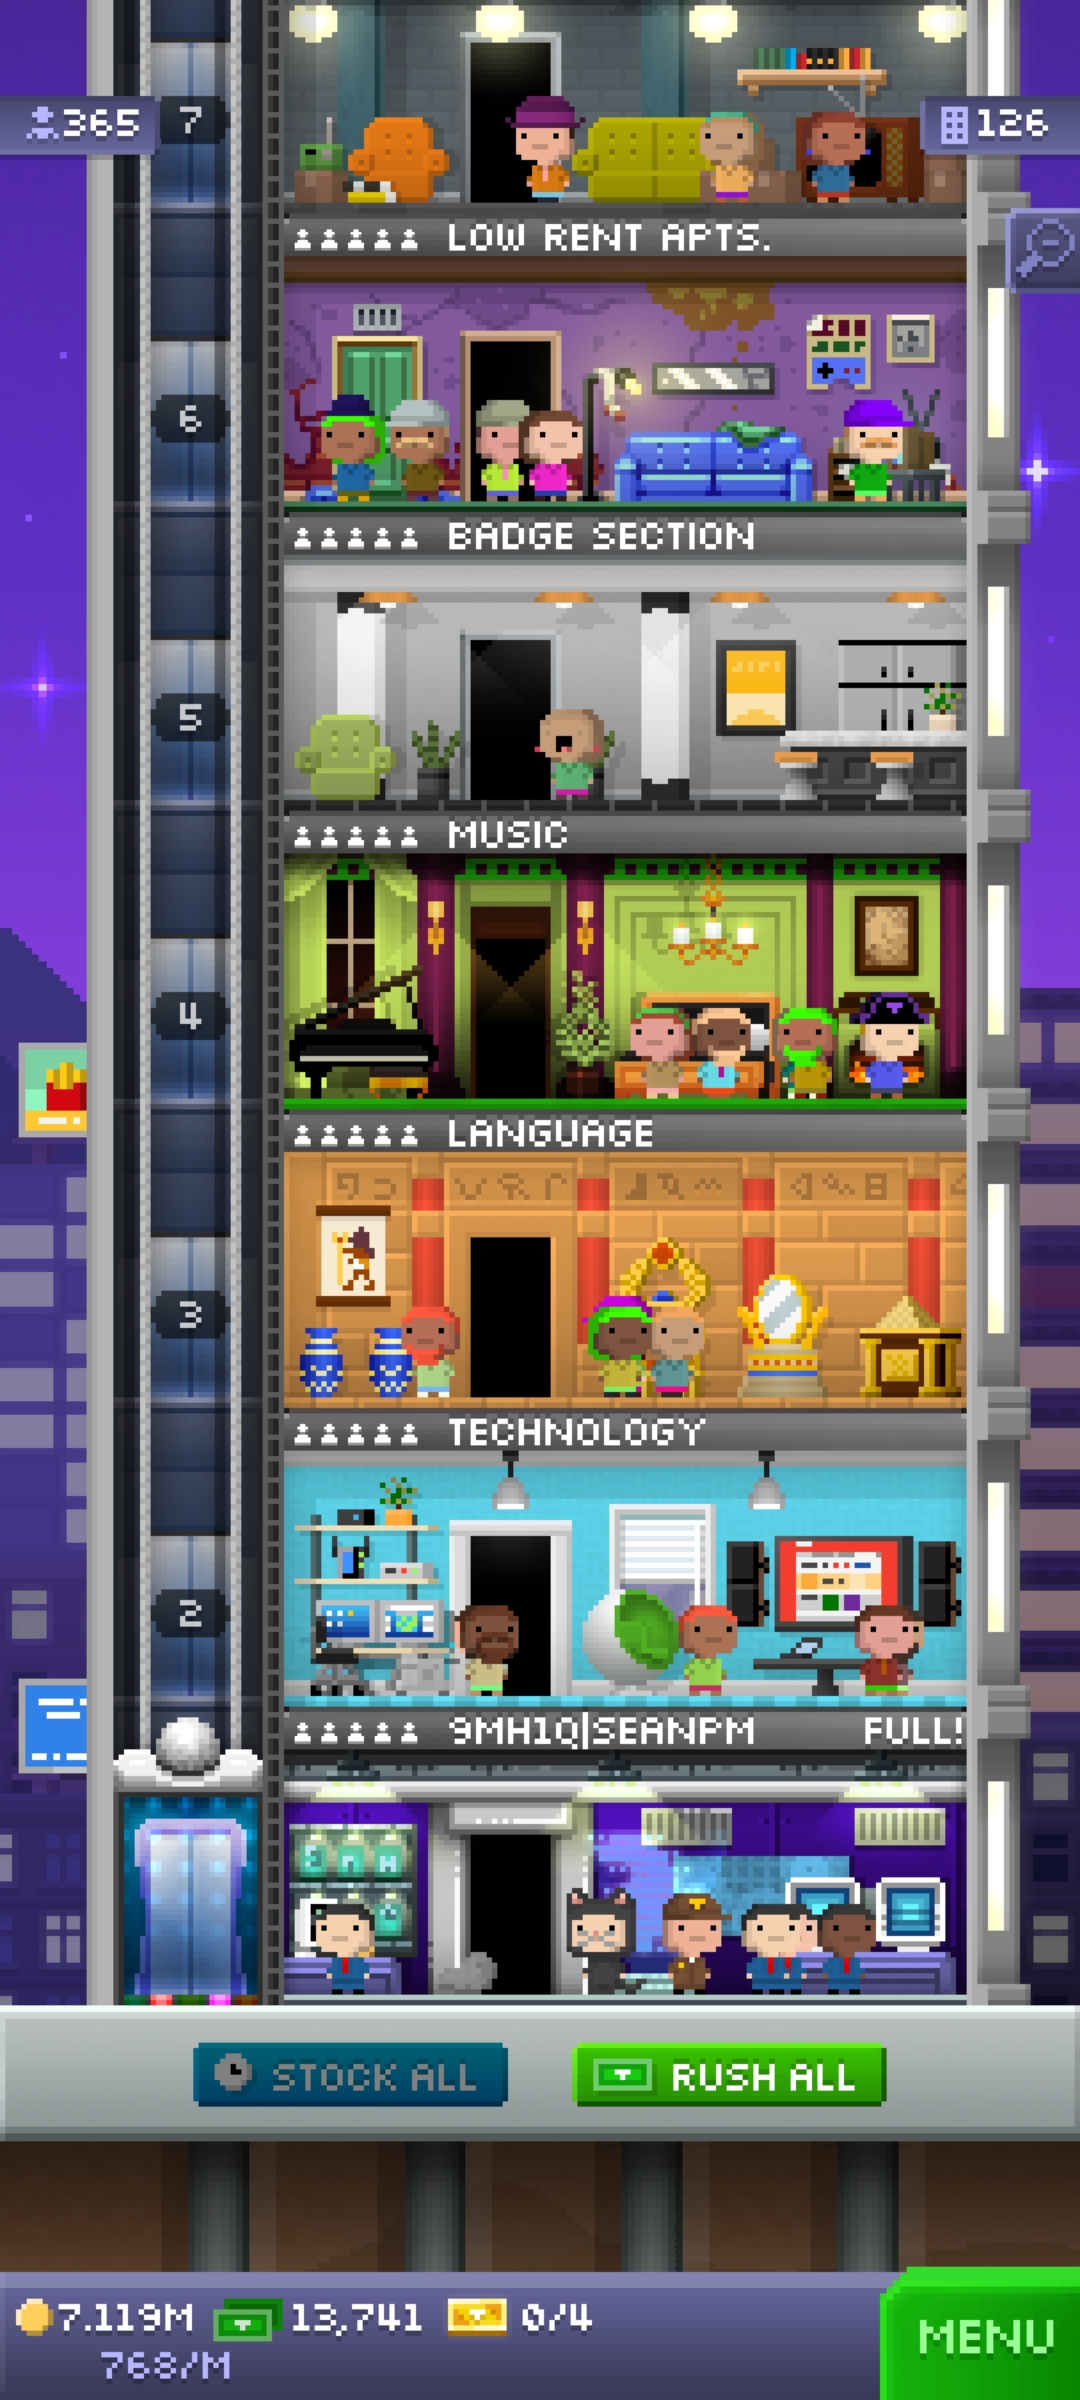 7
365
126
LOW RENT APTS.
6
BADGE SECTION
5
MUSIC
4
LANGUAGE
3
TECHNOLOGY
2
9MH1Q|SEANPM FULL!
STOCK ALL
RUSH ALL
7.119M 13,741 0/4
768/M
MENU